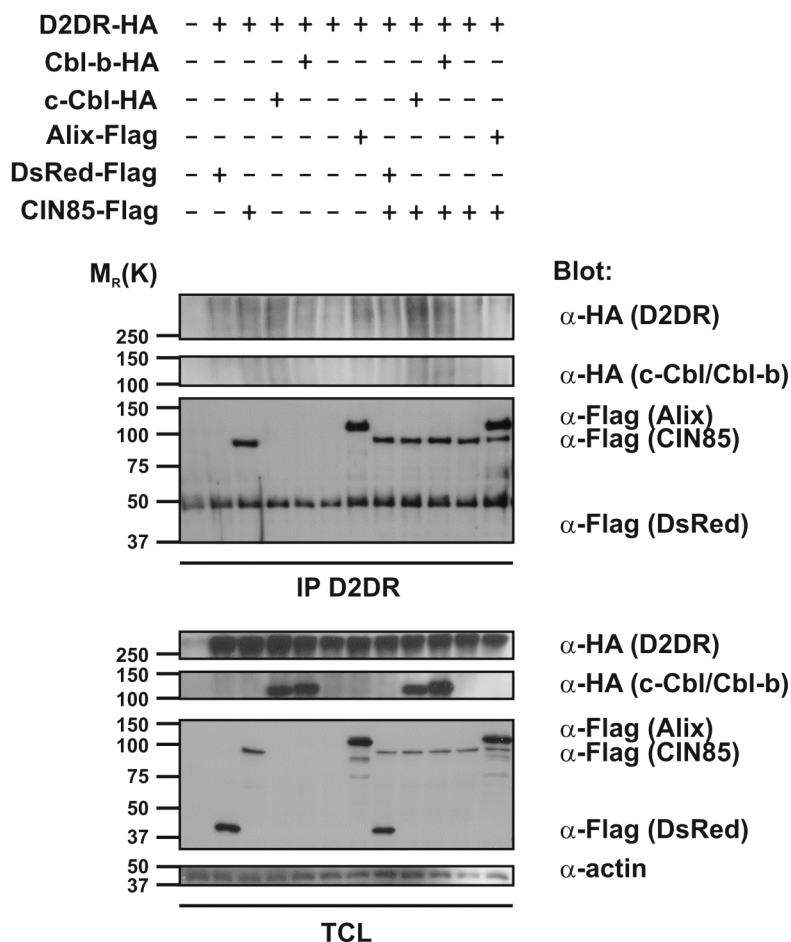 D2DR-HA – + + + + + + + + + + +
Cbl-b-HA – – – – + – – – – + – –
c-Cbl-HA – – – + – – – – + – – –
Alix-Flag – – – – – – + – – – – +
DsRed-Flag – + – – – – – + – – – –
CIN85-Flag – – + – – – – + + + + +
MR(K)
Blot:
250
α-HA (D2DR)
150
100
α-HA (c-Cbl/Cbl-b)
150
100
75
50
37
α-Flag (Alix)
α-Flag (CIN85)
α-Flag (DsRed)
IP D2DR
250
α-HA (D2DR)
150
100
α-HA (c-Cbl/Cbl-b)
150
100
75
50
37
α-Flag (Alix)
α-Flag (CIN85)
α-Flag (DsRed)
50
37
α-actin
TCL